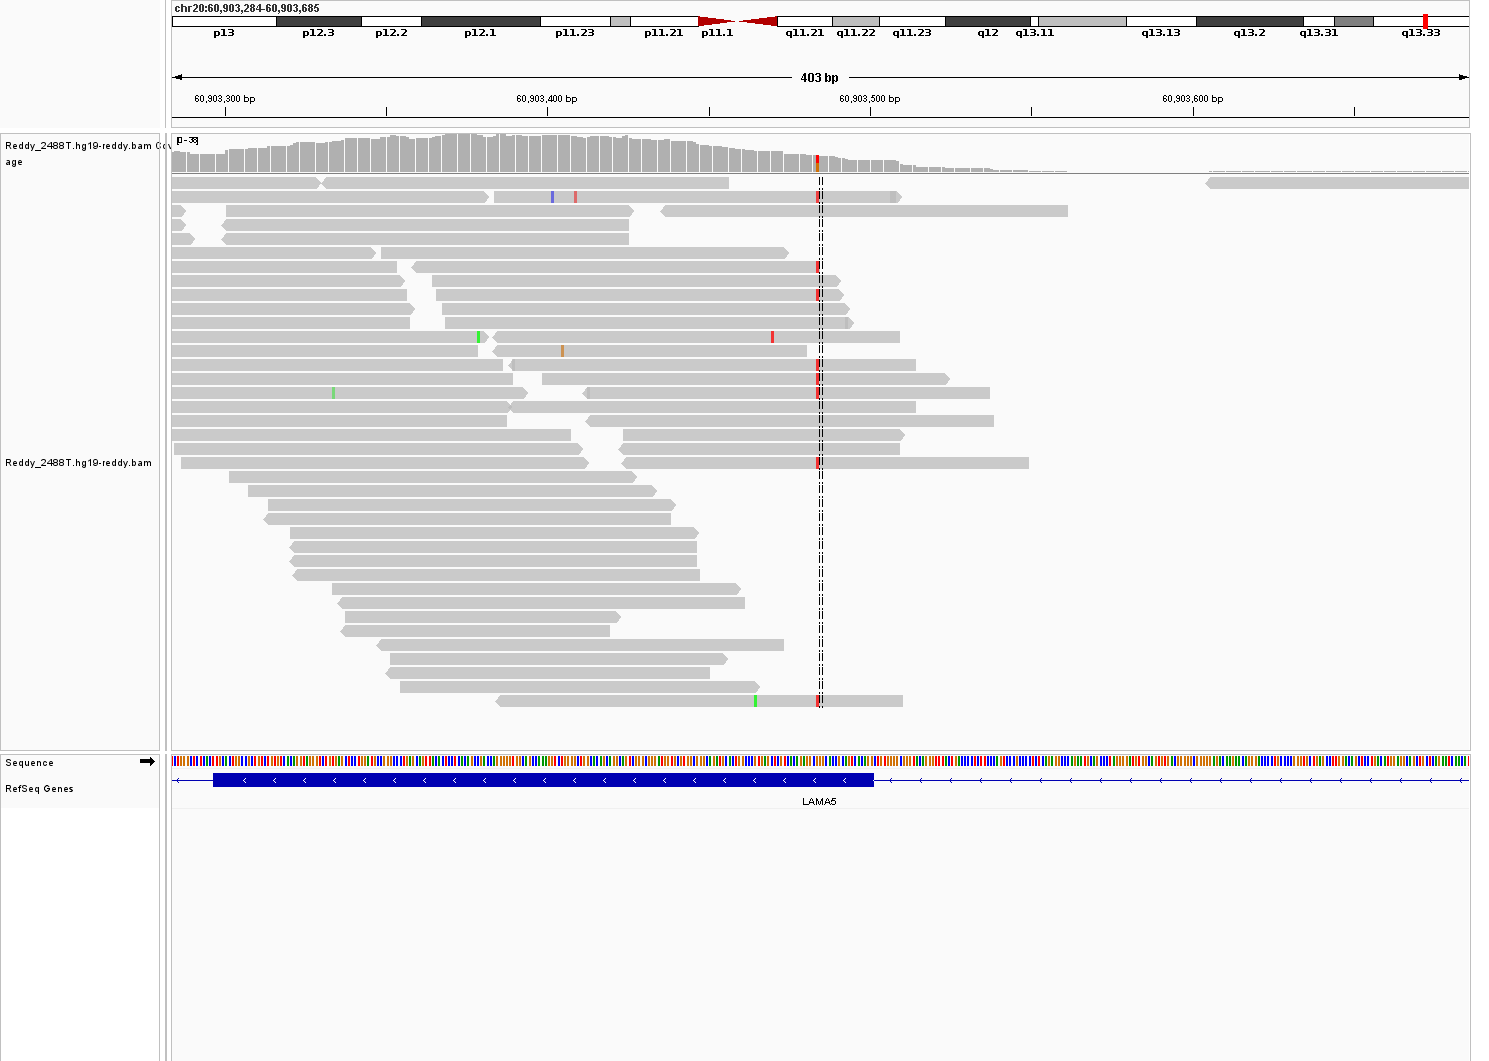 chr20:60,903,284-60,903,685
p13 p12.3 p12.2 p12.1 p11.23 p11.21 p11.1 q11.21 q11.22 q11.23 q12 q13.11 q13.13 q13.2 q13.31 q13.33
403 bp
60,903,300 bp 60,903,400 bp 60,903,500 bp 60,903,600 bp
[0 - 38]
Reddy_2488T.hg19-reddy.bam Cov
age
Reddy_2488T.hg19-reddy.bam
Sequence
RefSeq Genes
LAMA5